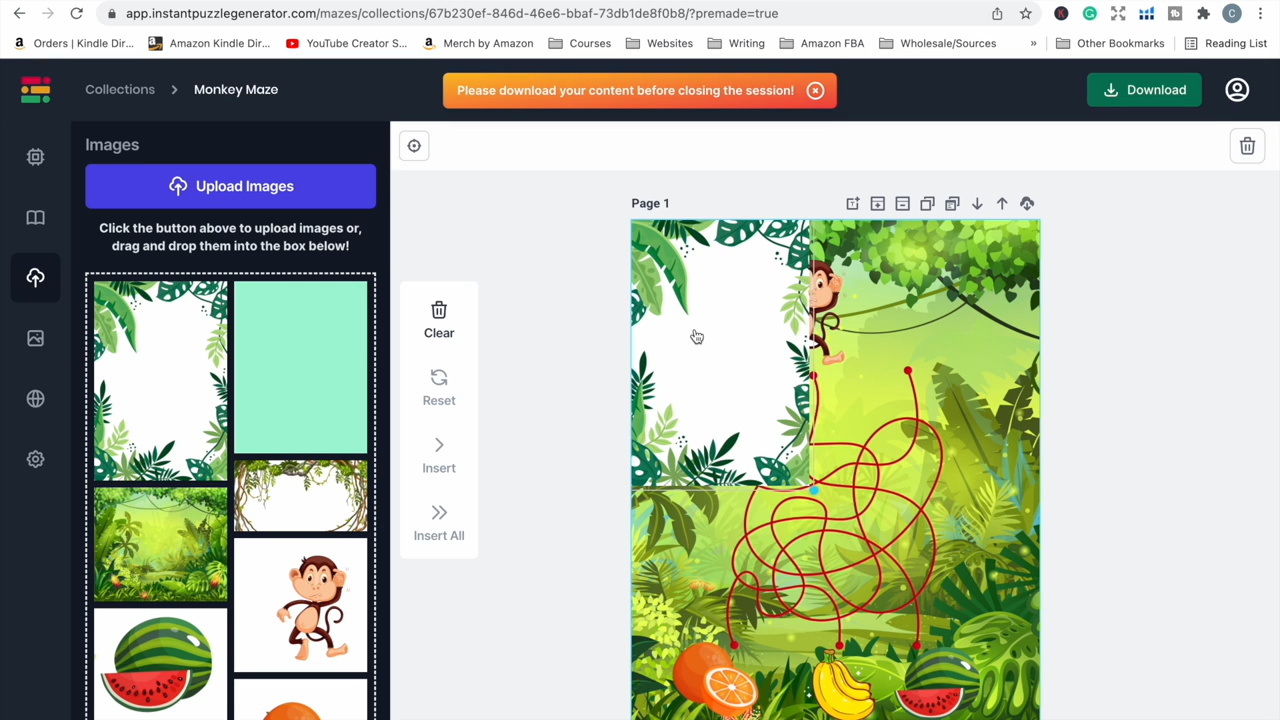 app.instantpuzzlegenerator.com/mazes/collections/67b230ef-846d-46e6-bbaf-73db1de8f0b8/?premade=true
Orders | Kindle Dir...
Amazon Kindle Dir...
YouTube Creator S...
Merch by Amazon
Courses
Websites
Writing
Amazon FBA
Wholesale/Sources
»
Other Bookmarks
Reading List
Collections > Monkey Maze
Please download your content before closing the session!
Download
Images
Upload Images
Click the button above to upload images or,
drag and drop them into the box below!
Page 1
Clear
Reset
Insert
Insert All